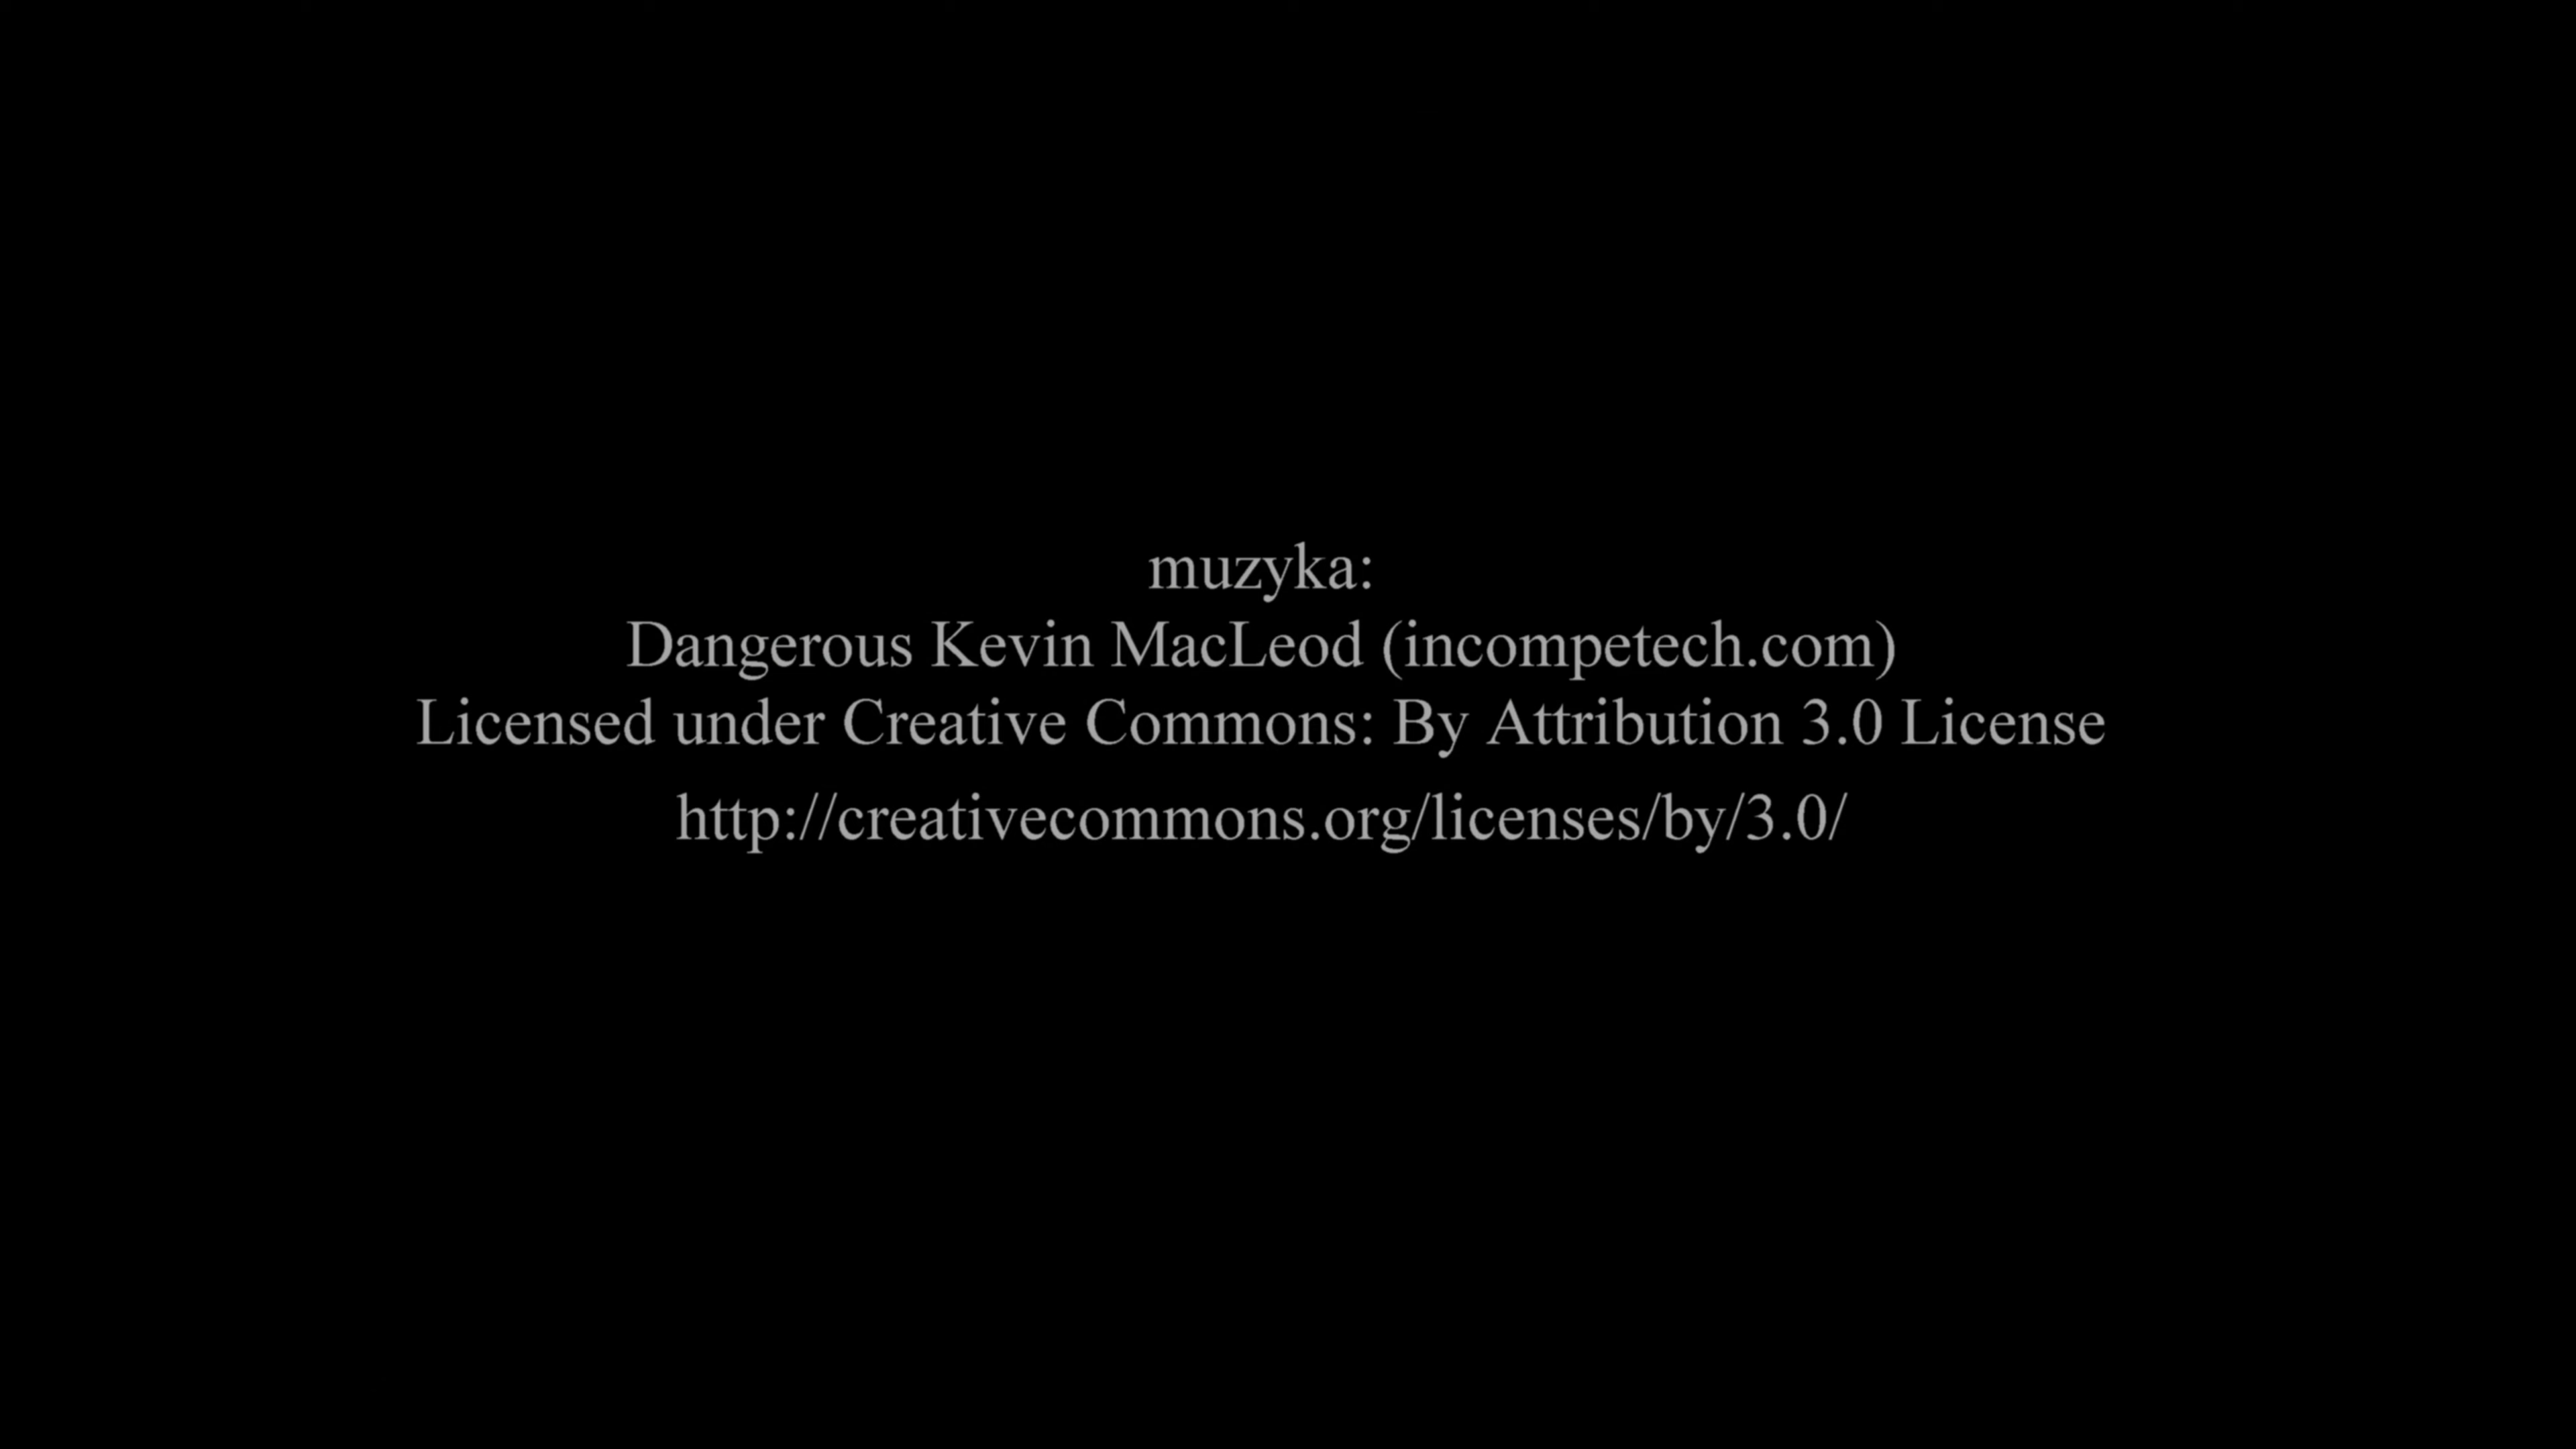 muzyka:
Dangerous Kevin MacLeod (incompetech.com)
Licensed under Creative Commons: By Attribution 3.0 License
http://creativecommons.org/licenses/by/3.0/